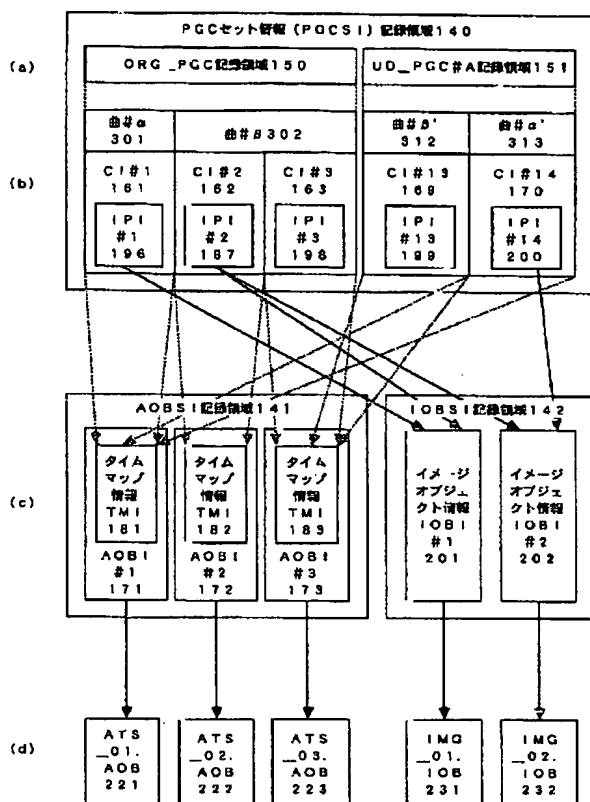 PGCセット情報（PGCSI）記録領域140
(a)
ORG_PGC記録領域150
UD_PGC#A記録領域151
曲#α
301
曲#β302
曲#β'
312
曲#α'
313
(b)
CI#1
161
CI#2
162
CI#3
163
CI#13
169
CI#14
170
IPI
#1
196
IPI
#2
187
IPI
#3
198
IPI
#13
199
IPI
#14
200
AOBSI記録領域141
IOBSI記録領域142
(c)
タイム
マップ
情報
TMI
181
タイム
マップ
情報
TMI
182
タイム
マップ
情報
TMI
183
イメージ
オブジェ
クト情報
IOBI
#1
201
イメージ
オブジェ
クト情報
IOBI
#2
202
AOBI
#1
171
AOBI
#2
172
AOBI
#3
173
(d)
ATS
_01.
AOB
221
ATS
_02.
AOB
222
ATS
_03.
AOB
223
IMG
_01.
IOB
231
IMG
_02.
IOB
232